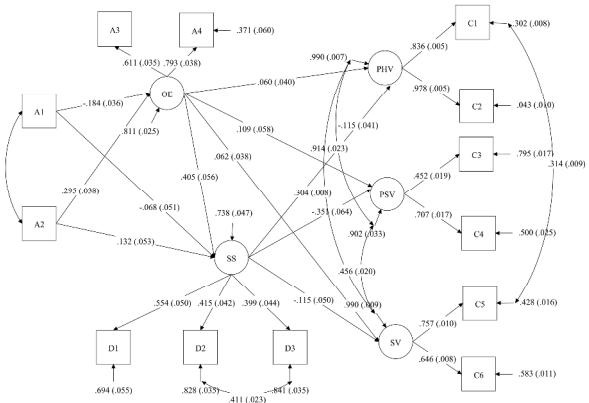 A3
A4
.371 (.060)
C1
.302 (.008)
.611 (.035)
.793 (.038)
.990 (.007)
.836 (.005)
PHV
OE
.060 (.040)
.978 (.005)
A1
-.184 (.036)
C2
.043 (.010)
.811 (.025)
.109 (.058)
-.115 (.041)
.914 (.023)
.062 (.038)
C3
.795 (.017)
.314 (.009)
.452 (.019)
.405 (.056)
.304 (.008)
PSV
-.068 (.051)
-.351 (.064)
.707 (.017)
A2
.738 (.047)
.902 (.033)
C4
.500 (.025)
.132 (.053)
SS
.456 (.020)
.554 (.050)
.415 (.042)
.399 (.044)
-.115 (.050)
.990 (.009)
C5
.428 (.016)
.757 (.010)
SV
D1
D2
D3
.646 (.008)
C6
.583 (.011)
.694 (.055)
.828 (.035)
.841 (.035)
.411 (.023)